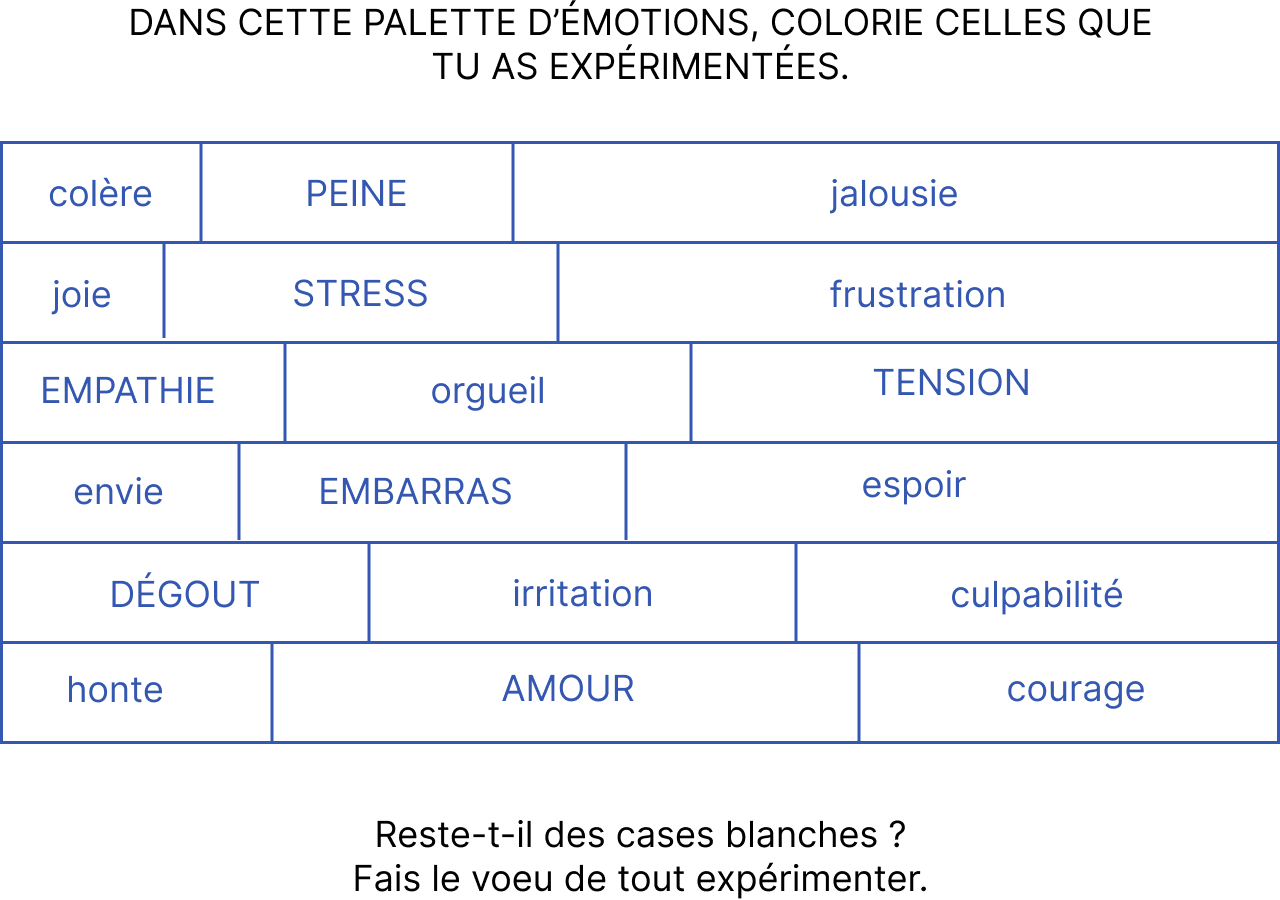 DANS CETTE PALETTE D’ÉMOTIONS, COLORIE CELLES QUE
TU AS EXPÉRIMENTÉES.
colère PEINE jalousie
joie STRESS frustration
EMPATHIE orgueil TENSION
envie EMBARRAS espoir
DÉGOUT irritation culpabilité
honte AMOUR courage
Reste-t-il des cases blanches ?
Fais le voeu de tout expérimenter.